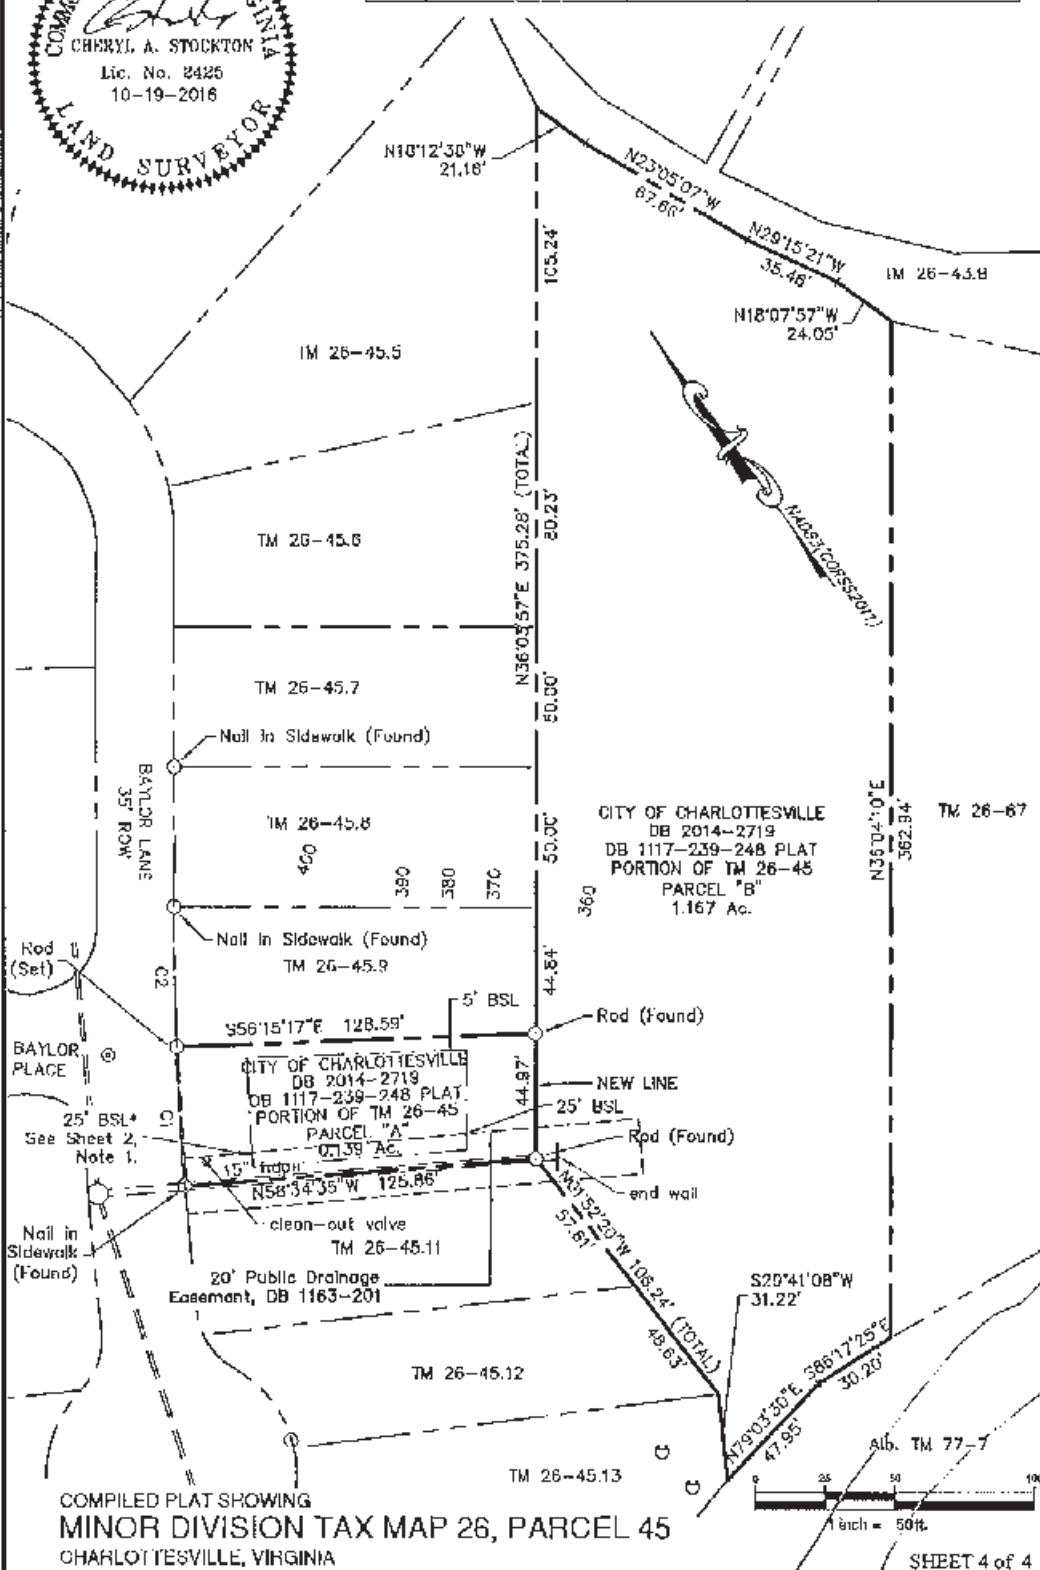 CHERYL A. STOCKTON
Lic. No. 2425
10-19-2016
LAND SURVEYOR
N18°12'38"W
21.16'
N23°05'07"W
67.66'
N29°15'21"W
35.46'
TM 26-43.8
N18°07'57"W
24.05'
105.24'
TM 26-45.5
N36°05'57"E 375.28' (TOTAL)
80.23'
NAD83(CORSS2011)
TM 26-45.6
TM 26-45.7
50.00'
Nail in Sidewalk (Found)
BAYLOR LANE
35' ROW
TM 26-45.8
400
390
380
370
360
50.00'
CITY OF CHARLOTTESVILLE
DB 2014-2719
DB 1117-239-248 PLAT
PORTION OF TM 26-45
PARCEL "B"
1.167 Ac.
362.94'
TM 26-67
Nail in Sidewalk (Found)
Rod
(Set)
TM 26-45.9
C2
44.84'
5' BSL
S56°15'17"E 128.59'
Rod (Found)
BAYLOR
PLACE
CITY OF CHARLOTTESVILLE
DB 2014-2719
DB 1117-239-248 PLAT
PORTION OF TM 26-45
PARCEL "A"
0.139 Ac.
44.97'
NEW LINE
25' BSL
C1
25' BSL*
See Sheet 2,
Note 1.
Rod (Found)
15"
125.86'
end wall
clean-out valve
TM 26-45.11
Nail in
Sidewalk
(Found)
20' Public Drainage
Easement, DB 1163-201
106.24' (TOTAL)
57.61'
48.63'
S29°41'08"W
31.22'
TM 26-45.12
S86°17'25"E
30.20'
N79°03'30"E
47.95'
Alb. TM 77-7
TM 26-45.13
0 25 50 100
1 inch = 50ft.
COMPILED PLAT SHOWING
MINOR DIVISION TAX MAP 26, PARCEL 45
CHARLOTTESVILLE, VIRGINIA
SHEET 4 of 4